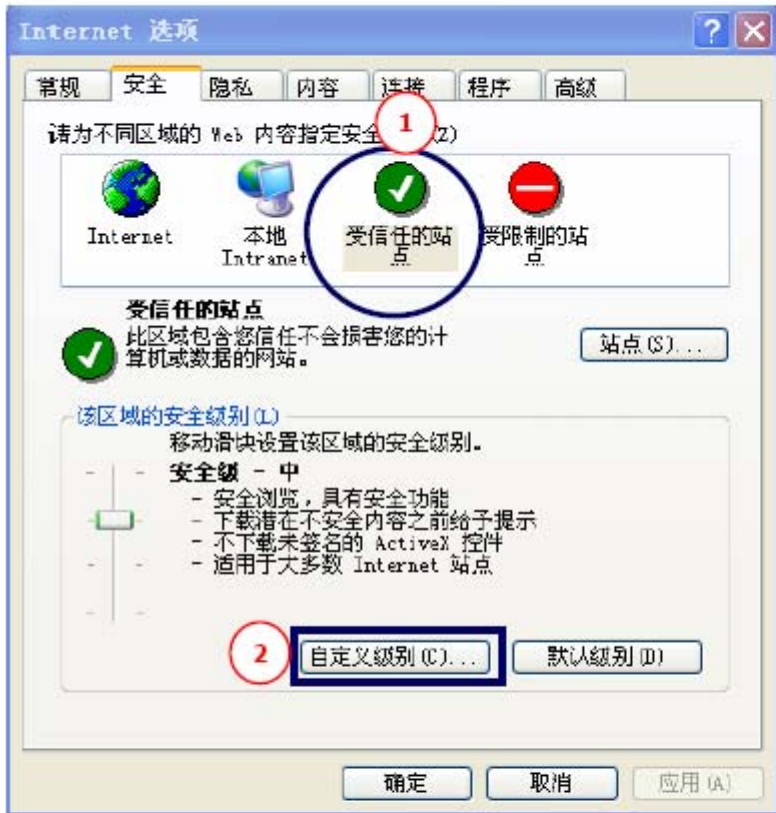 Internet 选项
常规 安全 隐私 内容 连接 程序 高级
请为不同区域的 Web 内容指定安全 (Z)
1
Internet 本地 受信任的站 受限制的站
Intranet 点 点
受信任的站点
此区域包含您信任不会损害您的计
算机或数据的网站。
站点(S)...
该区域的安全级别(L)
移动滑块设置该区域的安全级别。
安全级 - 中
- 安全浏览，具有安全功能
- 下载潜在不安全内容之前给予提示
- 不下载未签名的 ActiveX 控件
- 适用于大多数 Internet 站点
2 自定义级别(C)... 默认级别(D)
确定 取消 应用(A)